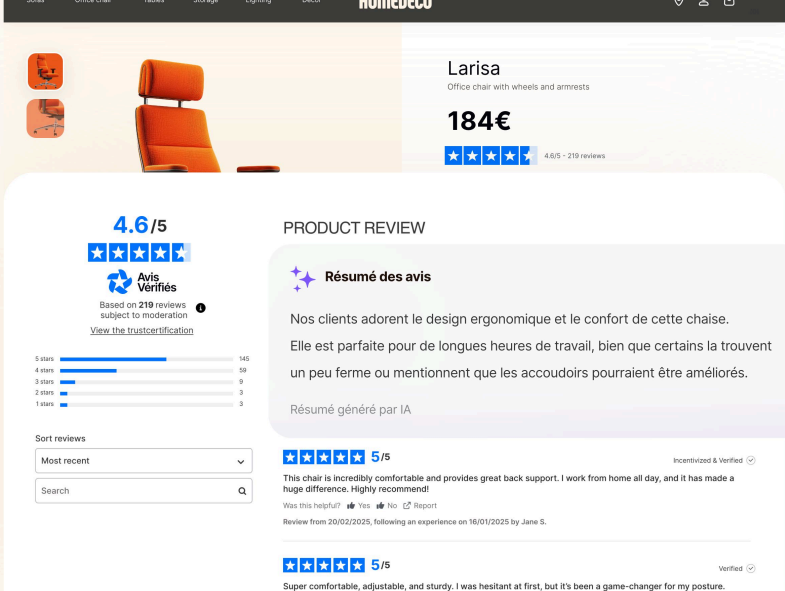 Sofas Office chair Tables Storage Lighting Decor HOMEDECO
Larisa
Office chair with wheels and armrests
184€
4.6/5 - 219 reviews
4.6/5
Avis
Vérifiés
Based on 219 reviews
subject to moderation
View the trustcertification
5 stars 145
4 stars 59
3 stars 9
2 stars 3
1 stars 3
Sort reviews
Most recent
Search
PRODUCT REVIEW
Résumé des avis
Nos clients adorent le design ergonomique et le confort de cette chaise.
Elle est parfaite pour de longues heures de travail, bien que certains la trouvent
un peu ferme ou mentionnent que les accoudoirs pourraient être améliorés.
Résumé généré par IA
5/5
Incentivized & Verified
This chair is incredibly comfortable and provides great back support. I work from home all day, and it has made a
huge difference. Highly recommend!
Was this helpful? Yes No Report
Review from 20/02/2025, following an experience on 16/01/2025 by Jane S.
5/5
Verified
Super comfortable, adjustable, and sturdy. I was hesitant at first, but it's been a game-changer for my posture.